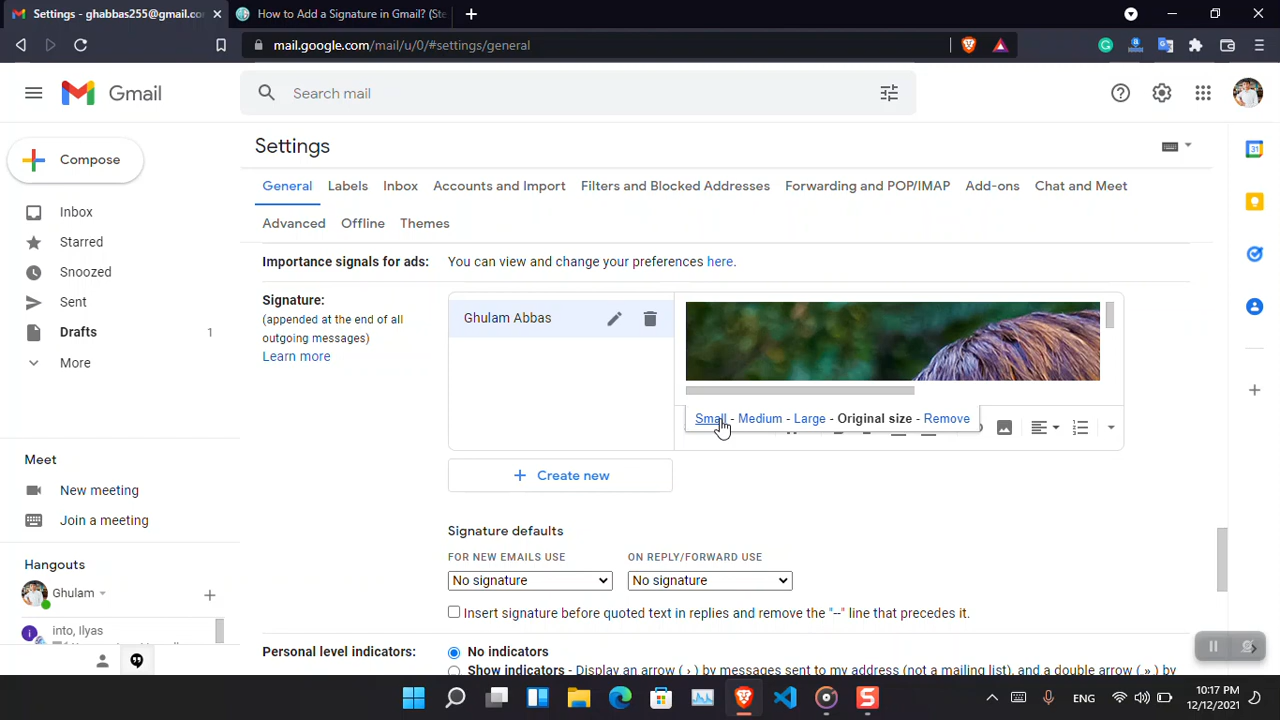 Settings - ghabbas255@gmail.co
How to Add a Signature in Gmail? (Ste
mail.google.com/mail/u/0/#settings/general
Gmail
Search mail
Compose
Settings
General Labels Inbox Accounts and Import Filters and Blocked Addresses Forwarding and POP/IMAP Add-ons Chat and Meet
Advanced Offline Themes
Inbox
Starred
Snoozed
Sent
Drafts 1
More
Importance signals for ads: You can view and change your preferences here.
Signature:
(appended at the end of all
outgoing messages)
Learn more
Ghulam Abbas
Small - Medium - Large - Original size - Remove
Create new
Signature defaults
FOR NEW EMAILS USE ON REPLY/FORWARD USE
No signature No signature
Insert signature before quoted text in replies and remove the "--" line that precedes it.
Personal level indicators: No indicators
Show indicators - Display an arrow ( › ) by messages sent to my address (not a mailing list), and a double arrow ( » ) by
Meet
New meeting
Join a meeting
Hangouts
Ghulam
i
into, Ilyas
31
ENG
10:17 PM
12/12/2021